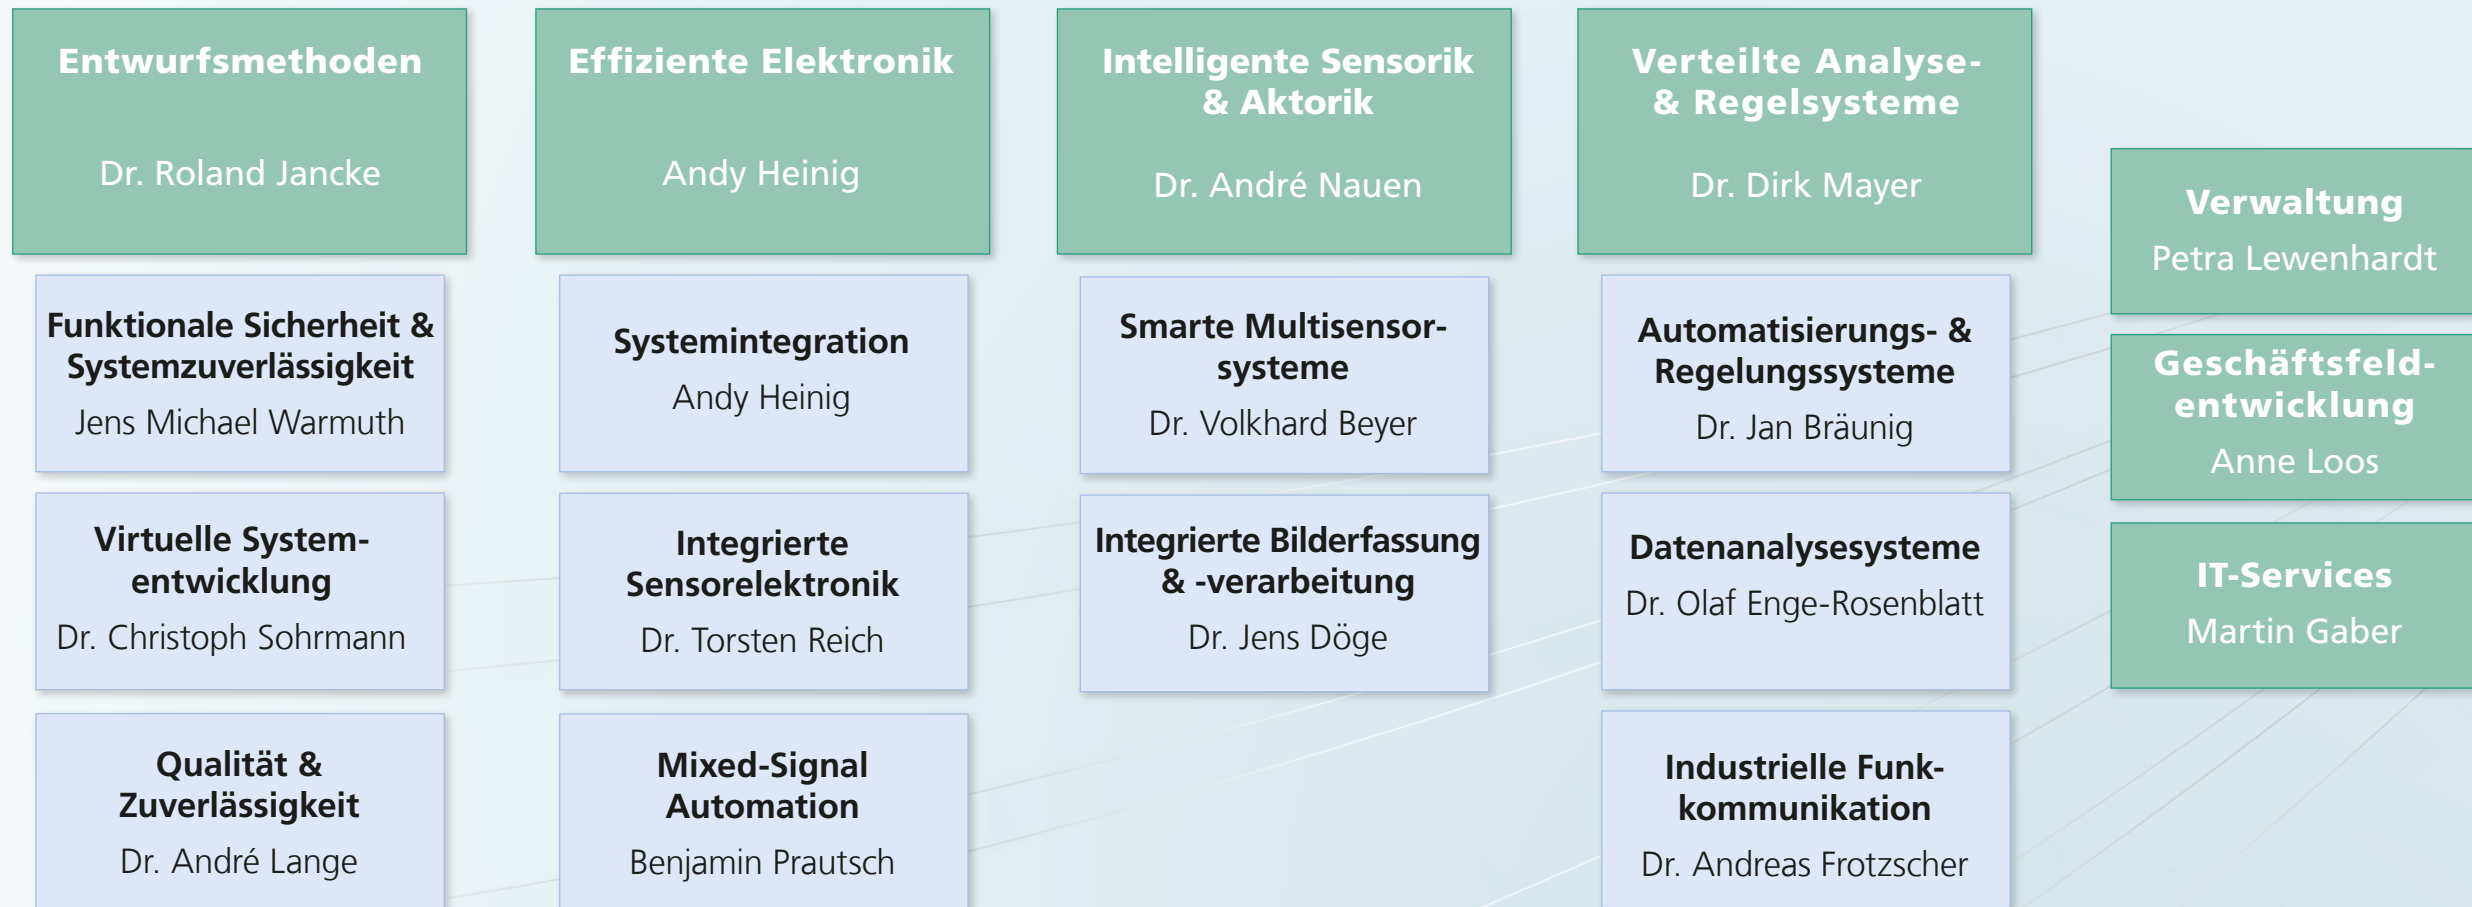 Entwurfsmethoden
Dr. Roland Jancke
Funktionale Sicherheit &
Systemzuverlässigkeit
Jens Michael Warmuth
Virtuelle System-
entwicklung
Dr. Christoph Sohrmann
Qualität &
Zuverlässigkeit
Dr. André Lange
Effiziente Elektronik
Andy Heinig
Systemintegration
Andy Heinig
Integrierte
Sensorelektronik
Dr. Torsten Reich
Mixed-Signal
Automation
Benjamin Prautsch
Intelligente Sensorik
& Aktorik
Dr. André Nauen
Smarte Multisensor-
systeme
Dr. Volkhard Beyer
Integrierte Bilderfassung
& -verarbeitung
Dr. Jens Döge
Verteilte Analyse-
& Regelsysteme
Dr. Dirk Mayer
Automatisierungs- &
Regelungssysteme
Dr. Jan Bräunig
Datenanalysesysteme
Dr. Olaf Enge-Rosenblatt
Industrielle Funk-
kommunikation
Dr. Andreas Frotzscher
Verwaltung
Petra Lewenhardt
Geschäftsfeld-
entwicklung
Anne Loos
IT-Services
Martin Gaber